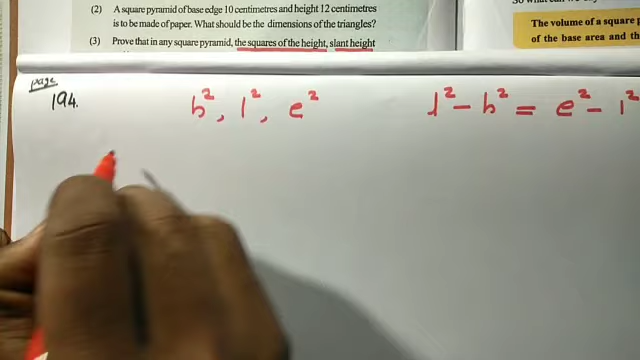 (2) A square pyramid of base edge 10 centimetres and height 12 centimetres
is to be made of paper. What should be the dimensions of the triangles?
(3) Prove that in any square pyramid, the squares of the height, slant height
The volume of a square
of the base area and
page
194.
h², l², e²
l² - h² = e² - l²